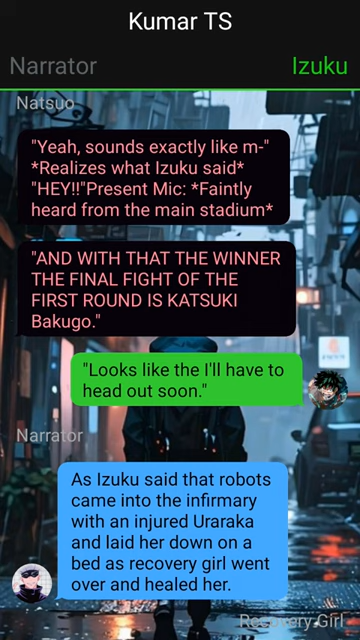 Kumar TS
Narrator
Izuku
Natsuo
"Yeah, sounds exactly like m-"
*Realizes what Izuku said*
"HEY!!"Present Mic: *Faintly
heard from the main stadium*
"AND WITH THAT THE WINNER
THE FINAL FIGHT OF THE
FIRST ROUND IS KATSUKI
Bakugo."
"Looks like the I'll have to
head out soon."
Narrator
As Izuku said that robots
came into the infirmary
with an injured Uraraka
and laid her down on a
bed as recovery girl went
over and healed her.
Recovery Girl